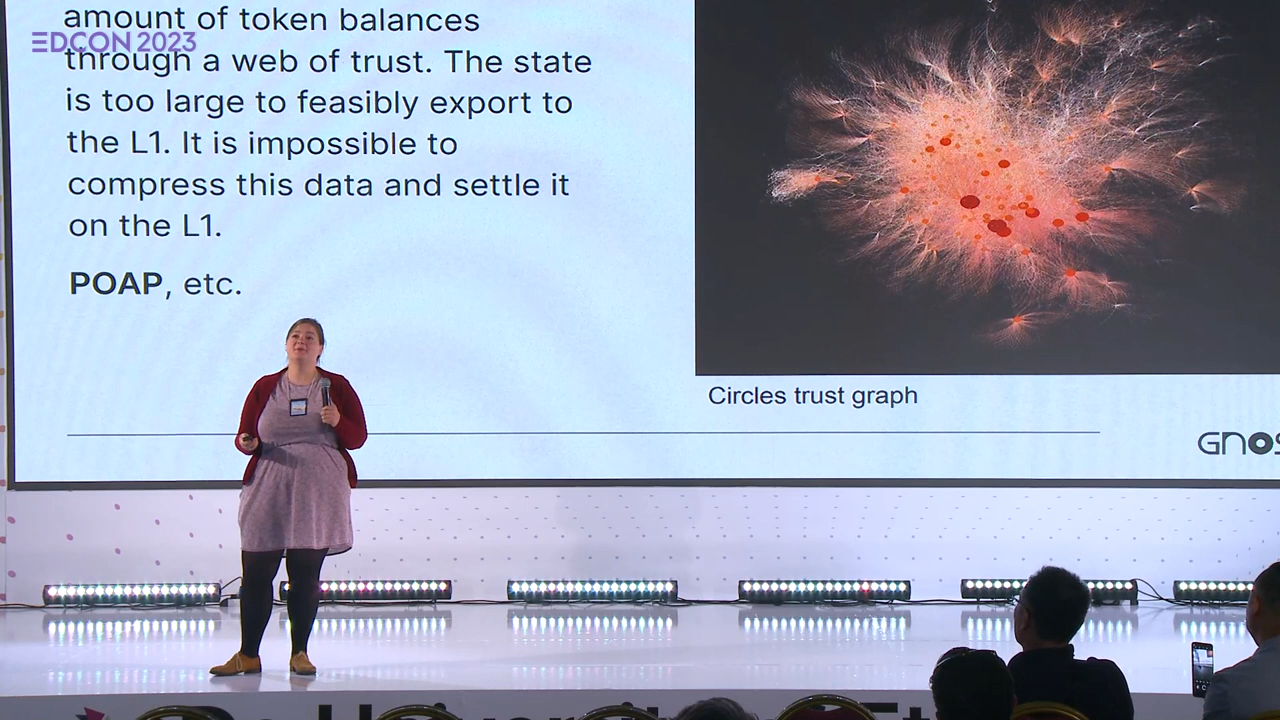 amount of token balances
EDCON 2023
through a web of trust. The state
is too large to feasibly export to
the L1. It is impossible to
compress this data and settle it
on the L1.
POAP, etc.
Circles trust graph